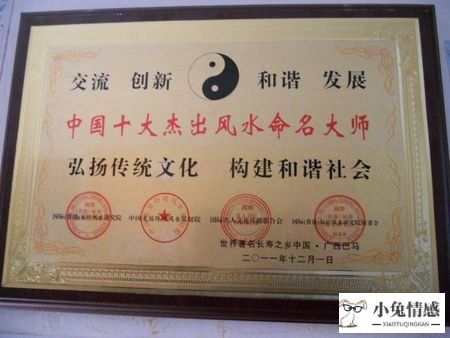 交流 创新 和谐 发展
中国十大杰出风水命名大师
弘扬传统文化 构建和谐社会
世界著名长寿之乡中国·广西巴马
二〇一一年十二月一日
小兔情感
XIAOTUQINGGAN